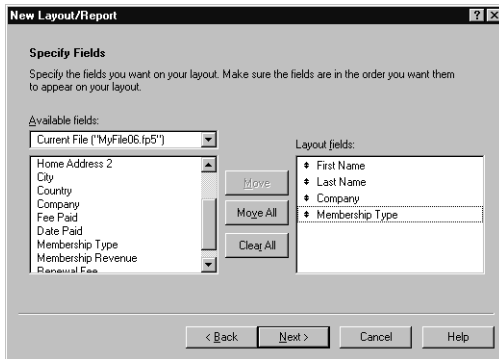 New Layout/Report
Specify Fields
Specify the fields you want on your layout. Make sure the fields are in the order you want them
to appear on your layout.
Available fields:
Current File ("MyFile06.fp5")
Home Address 2
City
Country
Company
Fee Paid
Date Paid
Membership Type
Membership Revenue
Renewal Fee
Move
Move All
Clear All
Layout fields:
First Name
Last Name
Company
Membership Type
< Back
Next >
Cancel
Help